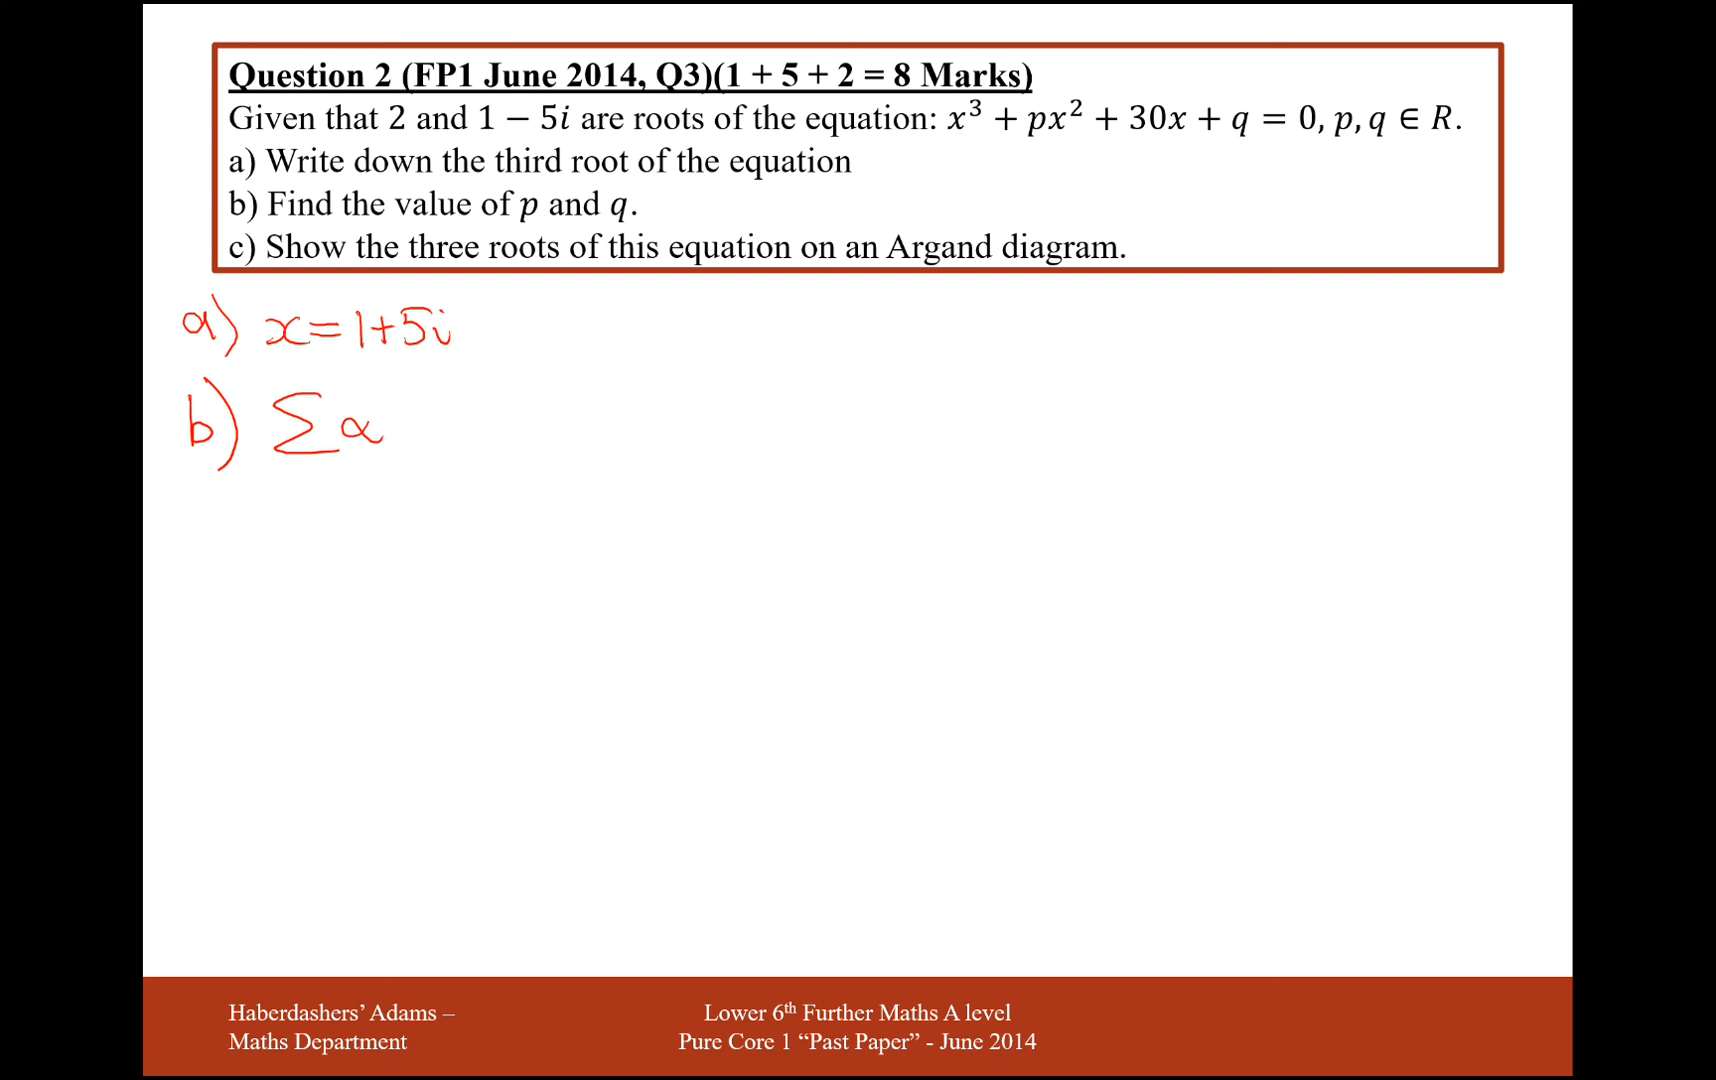 Question 2 (FP1 June 2014, Q3)(1 + 5 + 2 = 8 Marks)
Given that 2 and 1 − 5i are roots of the equation: x³ + px² + 30x + q = 0, p, q ∈ R.
a) Write down the third root of the equation
b) Find the value of p and q.
c) Show the three roots of this equation on an Argand diagram.
a) x=1+5i
b) ∑α
Haberdashers’ Adams –
Maths Department
Lower 6th Further Maths A level
Pure Core 1 “Past Paper” - June 2014